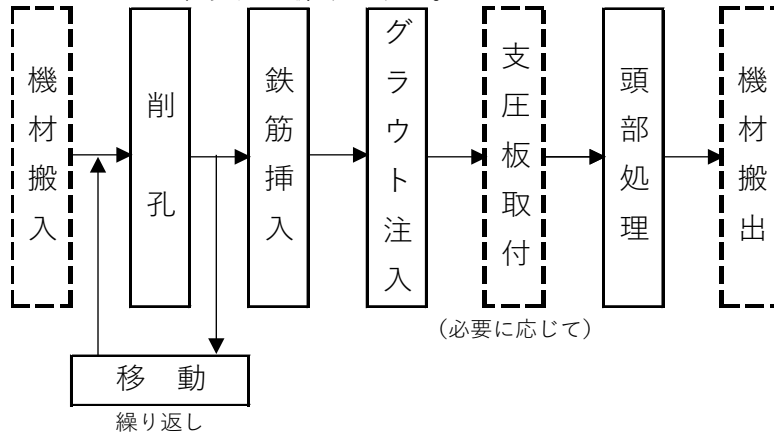 機材搬入
削孔
鉄筋挿入
グラウト注入
支圧板取付
頭部処理
機材搬出
（必要に応じて）
移　動
繰り返し